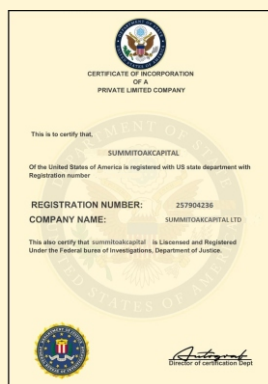 CERTIFICATE OF INCORPORATION
OF A
PRIVATE LIMITED COMPANY
This is to certify that,
SUMMITOAKCAPITAL
Of the United States of America is registered with US state department with
Registration number
REGISTRATION NUMBER: 257904236
COMPANY NAME: SUMMITOAKCAPITAL LTD
This also certify that summitoakcapital is Liscensed and Registered
Under the Federal bureo of Investigations, Department of Justice.
Autograf
Director of certification Dept